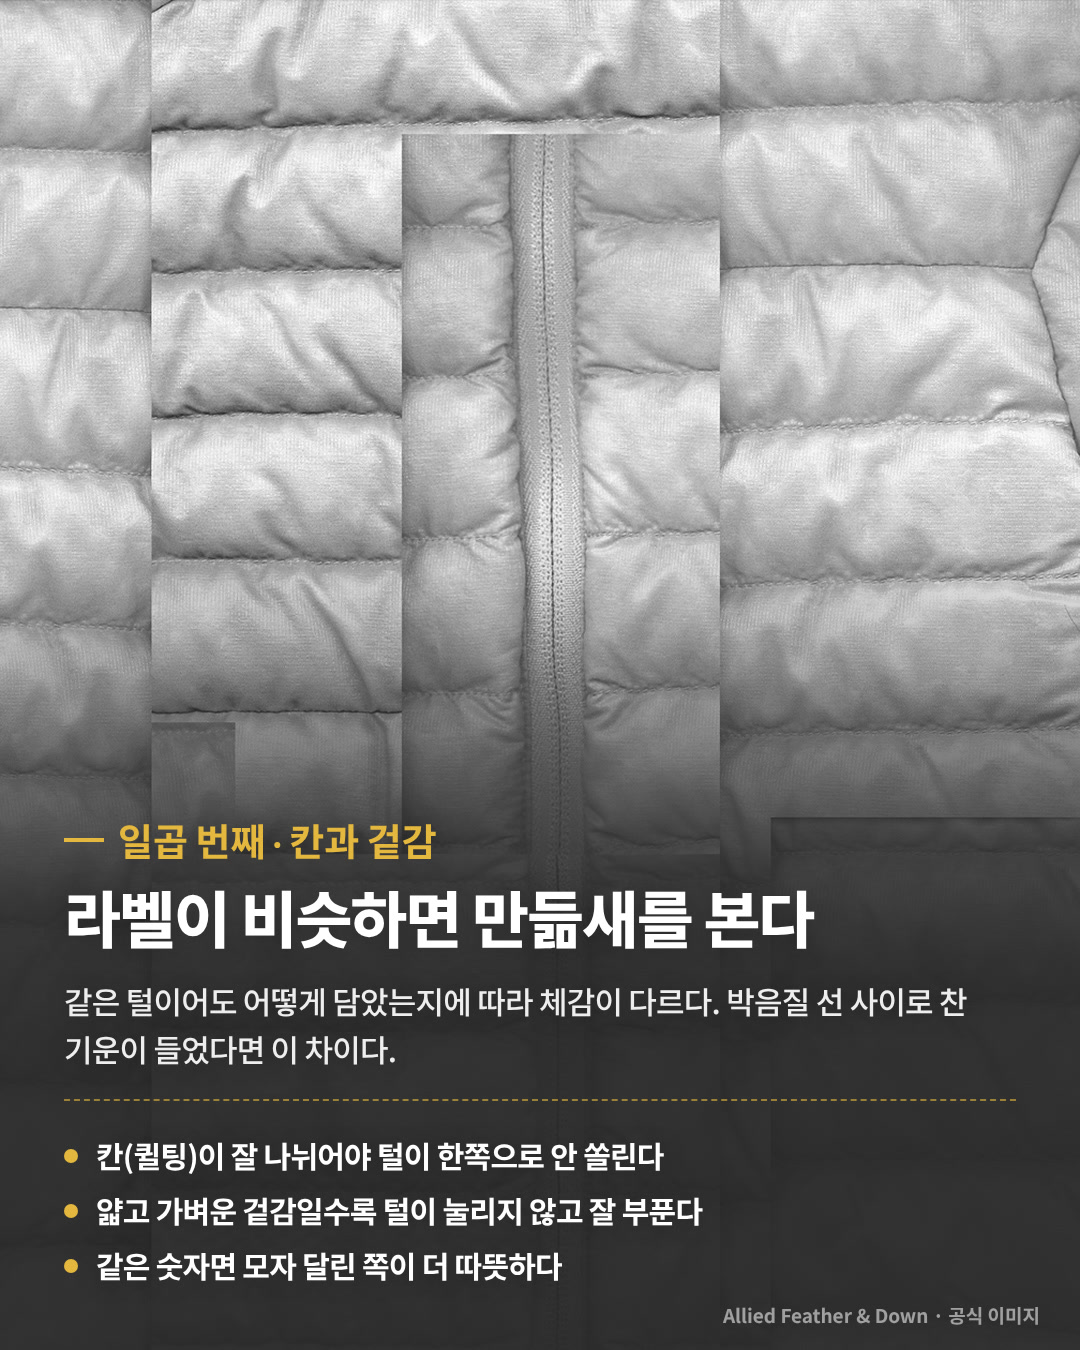 일곱 번째 · 칸과 겉감
라벨이 비슷하면 만듦새를 본다
같은 털이어도 어떻게 담았는지에 따라 체감이 다르다. 박음질 선 사이로 찬
기운이 들었다면 이 차이다.
칸(퀼팅)이 잘 나뉘어야 털이 한쪽으로 안 쏠린다
얇고 가벼운 겉감일수록 털이 눌리지 않고 잘 부푼다
같은 숫자면 모자 달린 쪽이 더 따뜻하다
Allied Feather & Down · 공식 이미지